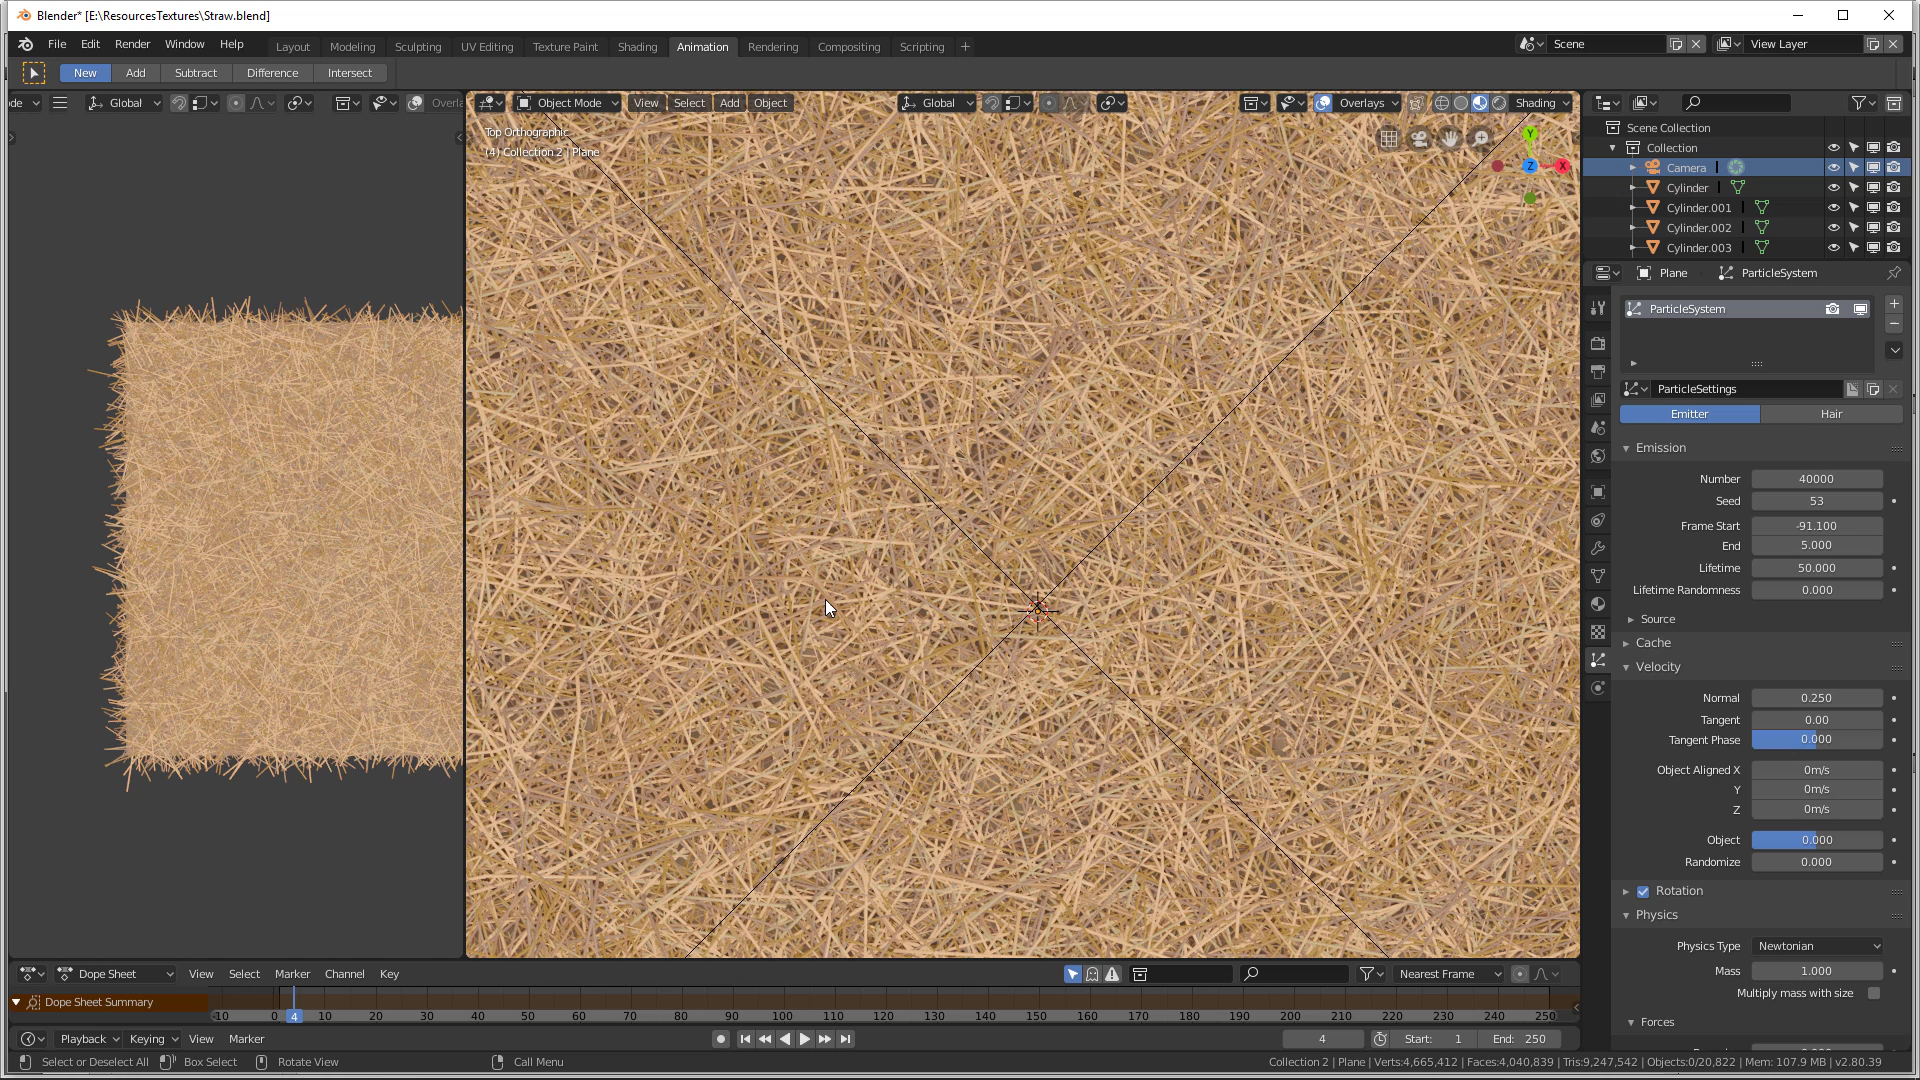 Blender* [E:\ResourcesTextures\Straw.blend]
File Edit Render Window Help Layout Modeling Sculpting UV Editing Texture Paint Shading Animation Rendering Compositing Scripting + Scene View Layer
New Add Subtract Difference Intersect
de Global Overla Object Mode View Select Add Object Global Overlays Shading
Top Orthographic
(4) Collection 2 | Plane
Y
Z
X
Scene Collection
Collection
Camera
Cylinder
Cylinder.001
Cylinder.002
Cylinder.003
Plane ParticleSystem
ParticleSystem
ParticleSettings
Emitter Hair
Emission
Number 40000
Seed 53
Frame Start -91.100
End 5.000
Lifetime 50.000
Lifetime Randomness 0.000
Source
Cache
Velocity
Normal 0.250
Tangent 0.00
Tangent Phase 0.000
Object Aligned X 0m/s
Y 0m/s
Z 0m/s
Object 0.000
Randomize 0.000
Rotation
Physics
Physics Type Newtonian
Mass 1.000
Multiply mass with size
Forces
Dope Sheet View Select Marker Channel Key Nearest Frame
Dope Sheet Summary
-10 0 4 10 20 30 40 50 60 70 80 90 100 110 120 130 140 150 160 170 180 190 200 210 220 230 240 250
Playback Keying View Marker 4 Start: 1 End: 250
Select or Deselect All Box Select Rotate View Call Menu Collection 2 | Plane | Verts:4,665,412 | Faces:4,040,839 | Tris:9,247,542 | Objects:0/20,822 | Mem: 107.9 MB | v2.80.39